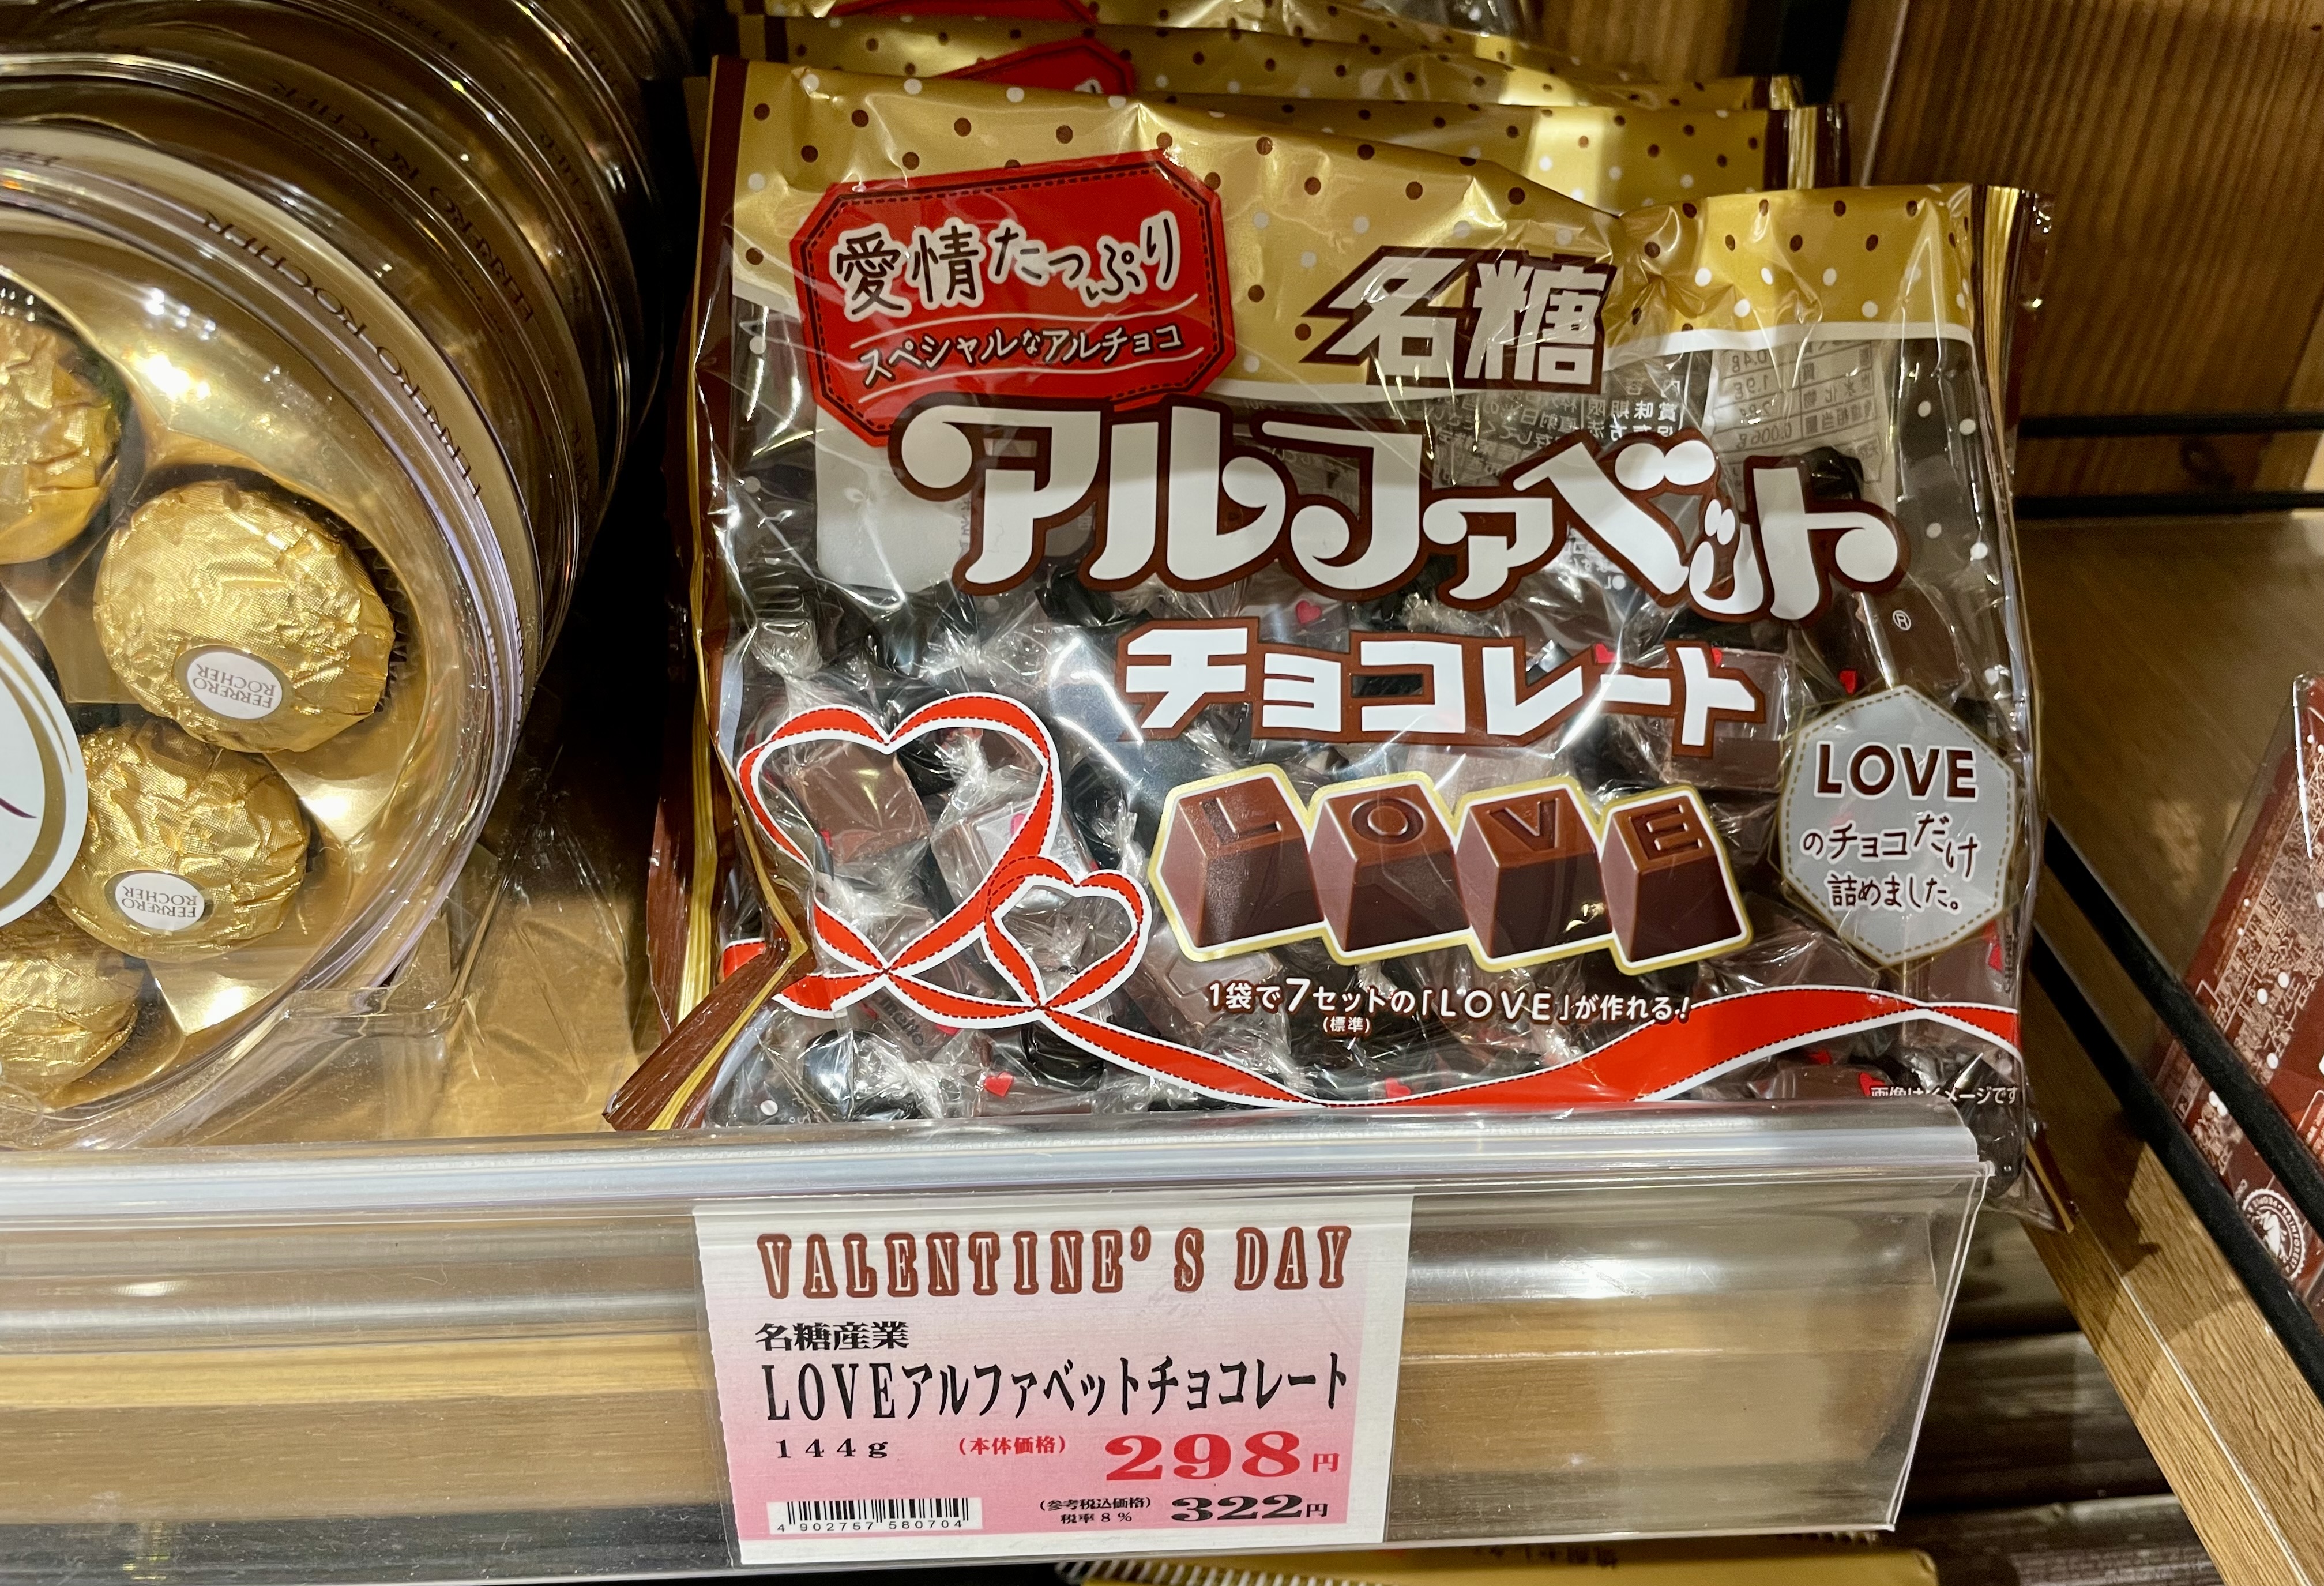 FERRERO ROCHER
FERRERO
ROCHER
FERRERO
ROCHER
愛情たっぷり
スペシャルなアルチョコ
名糖
アルファベット
®
チョコレート
L O V E
LOVE
のチョコだけ
詰めました。
1袋で7セットの「LOVE」が作れる!
(標準)
画像はイメージです
VALENTINE'S DAY
名糖産業
LOVEアルファベットチョコレート
144g (本体価格) 298円
(参考税込価格) 322円
税率8%
4 902757 580704